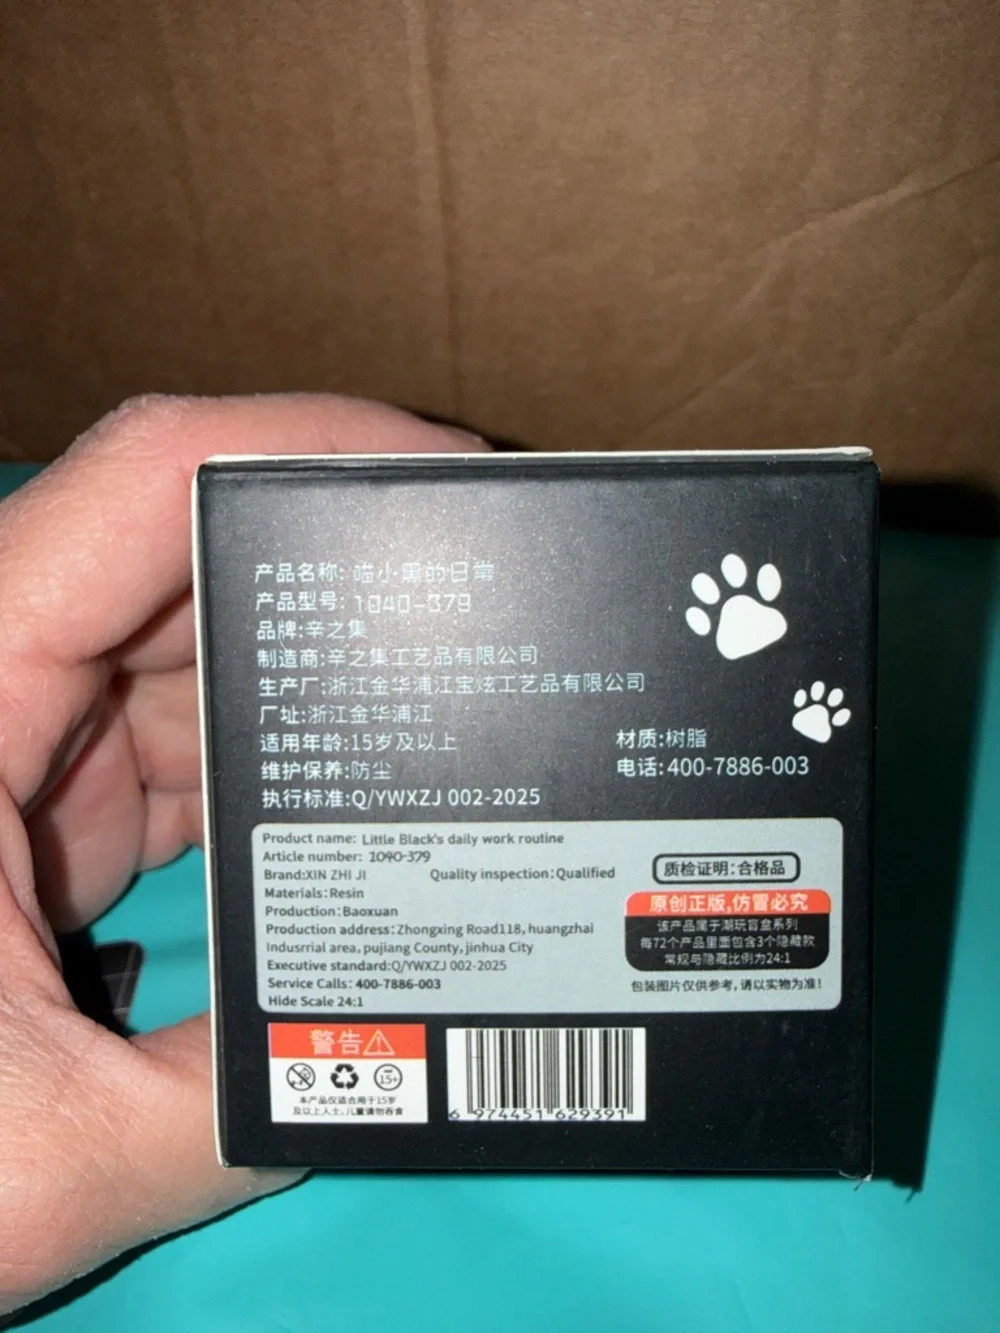 产品名称: 喵小黑的日常
产品型号: 1040-379
品牌:辛之集
制造商:辛之集工艺品有限公司
生产厂:浙江金华浦江宝炫工艺品有限公司
厂址:浙江金华浦江
适用年龄:15岁及以上
材质:树脂
维护保养:防尘
电话:400-7886-003
执行标准:Q/YWXZJ 002-2025
Product name: Little Black's daily work routine
Article number: 1040-379
Brand:XIN ZHI JI
Quality inspection:Qualified
Materials:Resin
Production:Baoxuan
Production address:Zhongxing Road118, huangzhai
Indusrrial area, pujiang County, jinhua City
Executive standard:Q/YWXZJ 002-2025
Service Calls: 400-7886-003
Hide Scale 24:1
质检证明:合格品
原创正版,仿冒必究
该产品属于潮玩盲盒系列
每72个产品里面包含3个隐藏款
常规与隐藏比例为24:1
包装图片仅供参考,请以实物为准!
警告
15+
本产品仅适合用于15岁
及以上人士,儿童请勿吞食
6 974451 629391